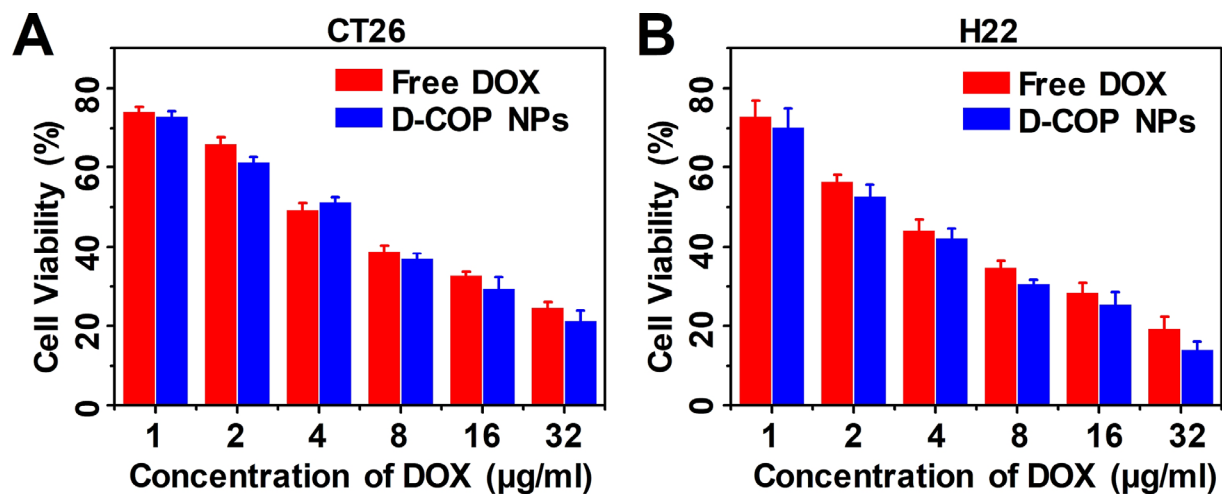 A
CT26
Free DOX
D-COP NPs
Cell Viability (%)
80
60
40
20
0
1 2 4 8 16 32
Concentration of DOX (μg/ml)
B
H22
Free DOX
D-COP NPs
Cell Viability (%)
80
60
40
20
0
1 2 4 8 16 32
Concentration of DOX (μg/ml)